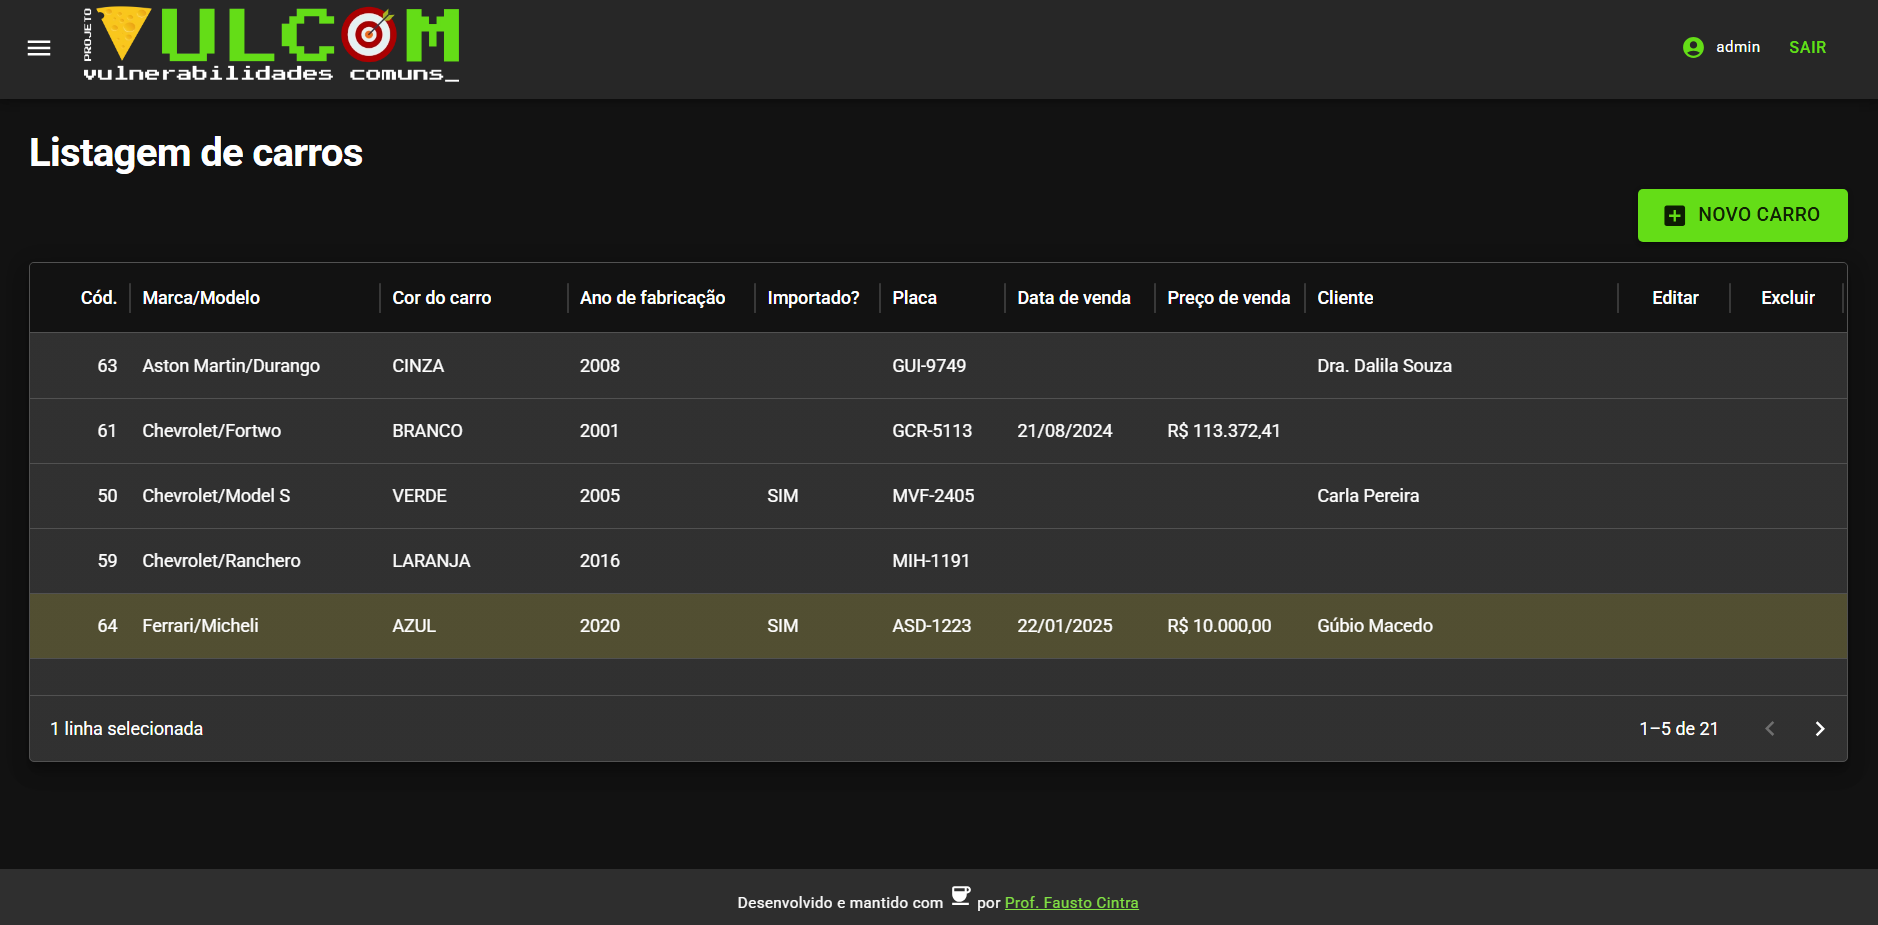 PROJETO
VULCOM
vulnerabilidades comuns_
admin
SAIR
Listagem de carros
NOVO CARRO
Cód. Marca/Modelo Cor do carro Ano de fabricação Importado? Placa Data de venda Preço de venda Cliente Editar Excluir
63 Aston Martin/Durango CINZA 2008 GUI-9749 Dra. Dalila Souza
61 Chevrolet/Fortwo BRANCO 2001 GCR-5113 21/08/2024 R$ 113.372,41
50 Chevrolet/Model S VERDE 2005 SIM MVF-2405 Carla Pereira
59 Chevrolet/Ranchero LARANJA 2016 MIH-1191
64 Ferrari/Micheli AZUL 2020 SIM ASD-1223 22/01/2025 R$ 10.000,00 Gúbio Macedo
1 linha selecionada 1–5 de 21
Desenvolvido e mantido com por Prof. Fausto Cintra